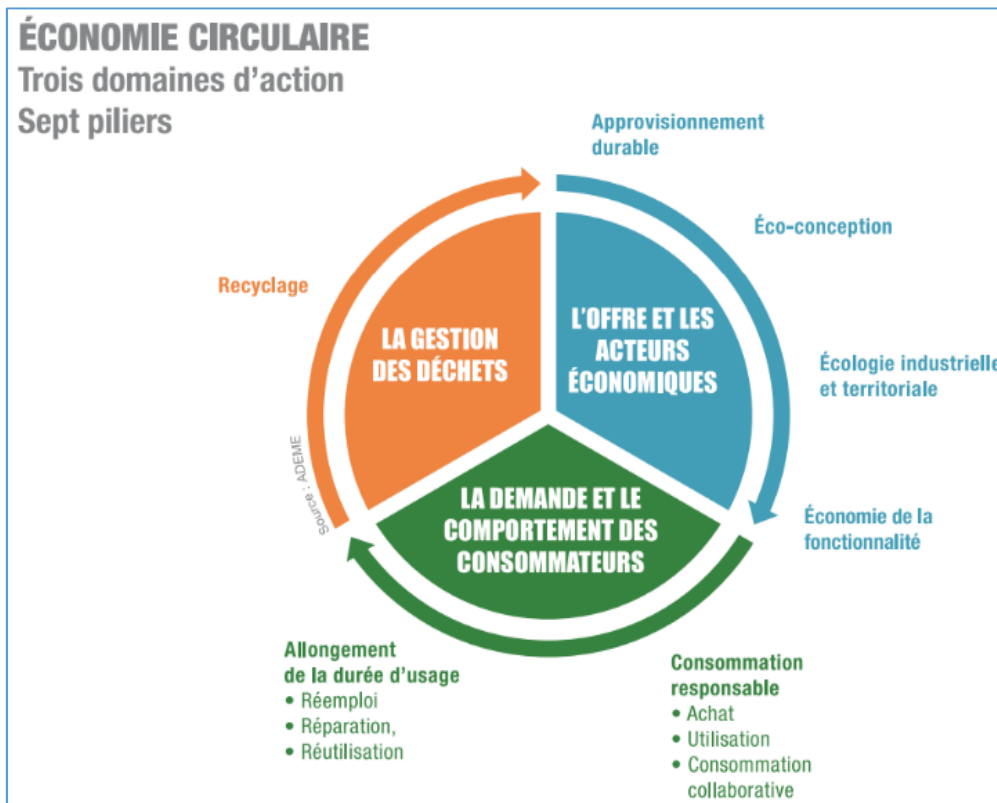 ÉCONOMIE CIRCULAIRE
Trois domaines d'action
Sept piliers
Approvisionnement
durable
Éco-conception
Recyclage
LA GESTION
DES DÉCHETS
L'OFFRE ET LES
ACTEURS
ÉCONOMIQUES
Écologie industrielle
et territoriale
Source : ADEME
LA DEMANDE ET LE
COMPORTEMENT DES
CONSOMMATEURS
Économie de la
fonctionnalité
Allongement
de la durée d'usage
• Réemploi
• Réparation,
• Réutilisation
Consommation
responsable
• Achat
• Utilisation
• Consommation
collaborative